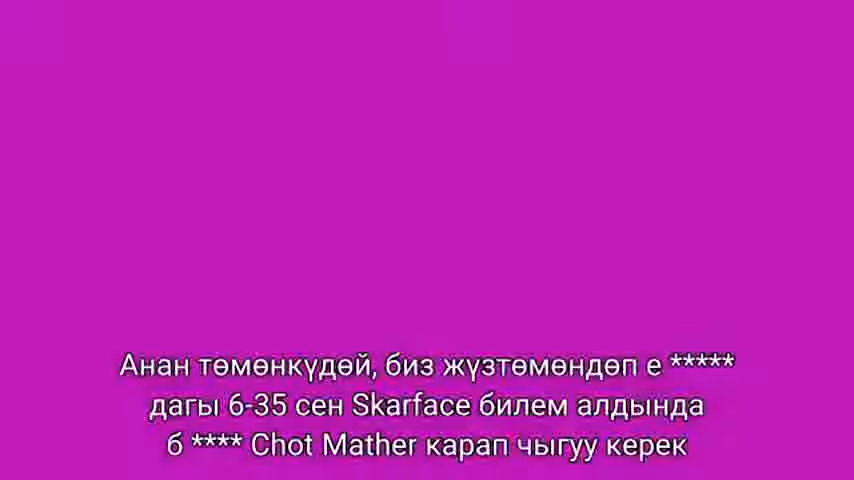 Анан төмөнкүдөй, биз жүзтөмөндөп е *****
дагы 6-35 сен Skarface билем алдында
б **** Chot Mather карап чыгуу керек